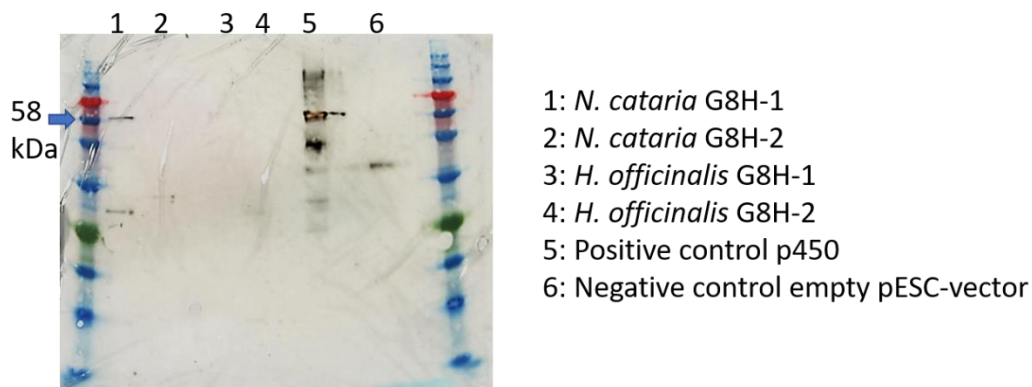 1 2 3 4 5 6
58
kDa
1: N. cataria G8H-1
2: N. cataria G8H-2
3: H. officinalis G8H-1
4: H. officinalis G8H-2
5: Positive control p450
6: Negative control empty pESC-vector